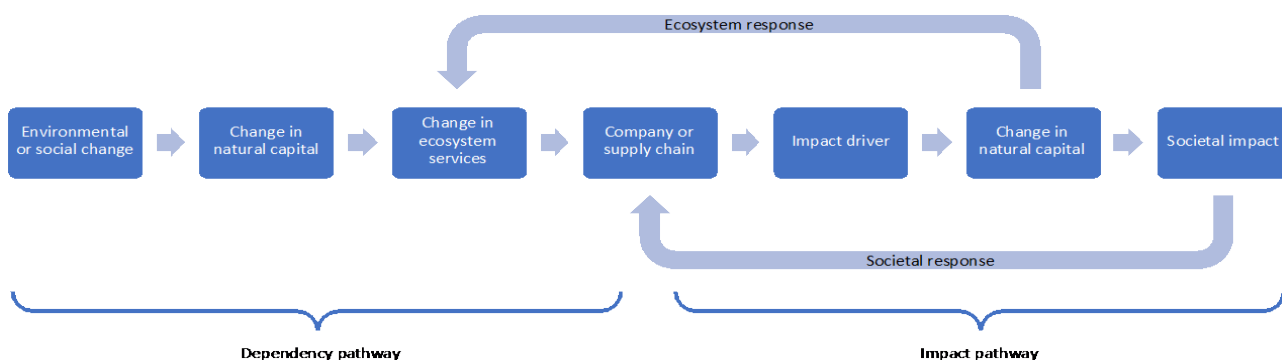 Ecosystem response
Environmental
or social change
Change in
natural capital
Change in
ecosystem
services
Company or
supply chain
Impact driver
Change in
natural capital
Societal impact
Societal response
Dependency pathway
Impact pathway